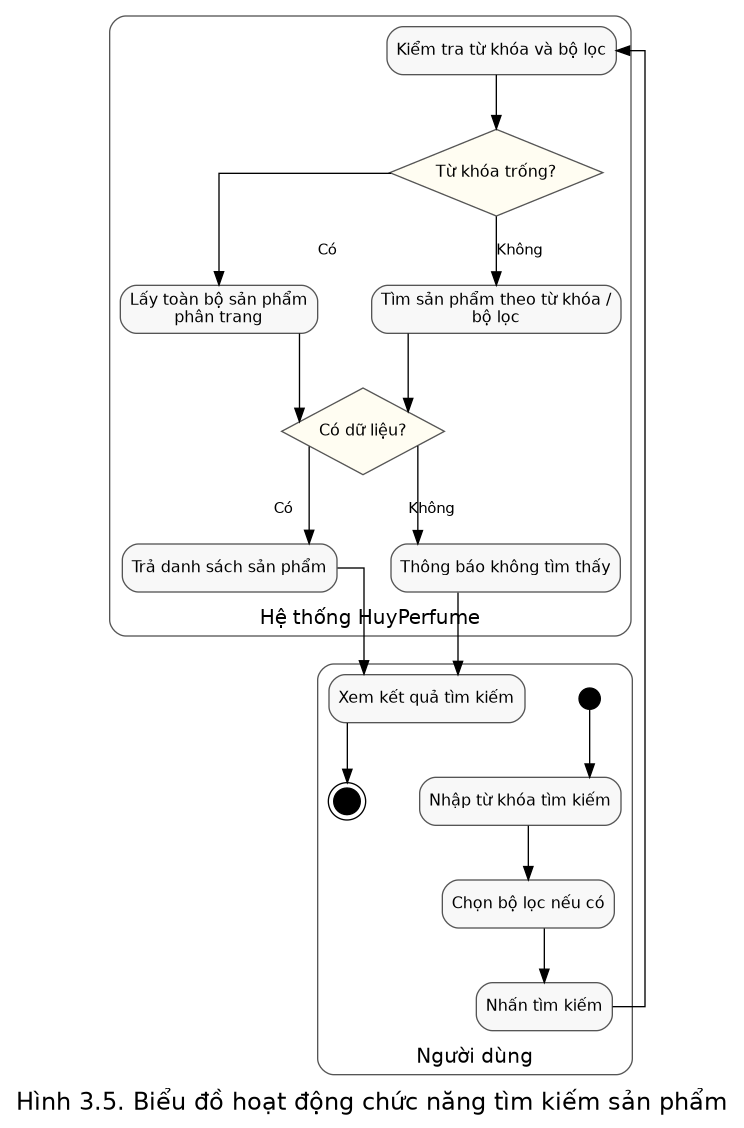 Kiểm tra từ khóa và bộ lọc
Từ khóa trống?
Có
Không
Lấy toàn bộ sản phẩm
phân trang
Tìm sản phẩm theo từ khóa /
bộ lọc
Có dữ liệu?
Có
Không
Trả danh sách sản phẩm
Thông báo không tìm thấy
Hệ thống HuyPerfume
Xem kết quả tìm kiếm
Nhập từ khóa tìm kiếm
Chọn bộ lọc nếu có
Nhấn tìm kiếm
Người dùng
Hình 3.5. Biểu đồ hoạt động chức năng tìm kiếm sản phẩm